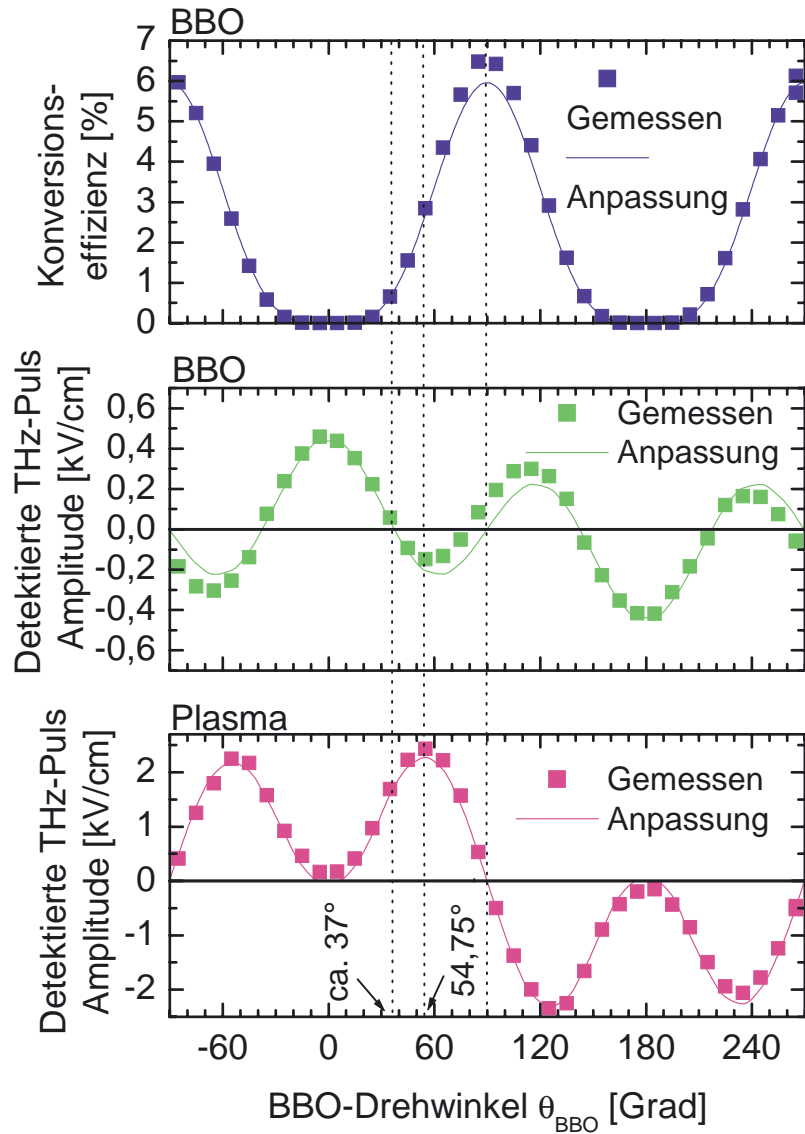 BBO
Konversions-
effizienz [%]
7
6
5
4
3
2
1
0
Gemessen
Anpassung
BBO
Detektierte THz-Puls
Amplitude [kV/cm]
0,6
0,4
0,2
0,0
-0,2
-0,4
-0,6
Gemessen
Anpassung
Plasma
Detektierte THz-Puls
Amplitude [kV/cm]
2
1
0
-1
-2
Gemessen
Anpassung
ca. 37°
54,75°
-60 0 60 120 180 240
BBO-Drehwinkel θBBO [Grad]